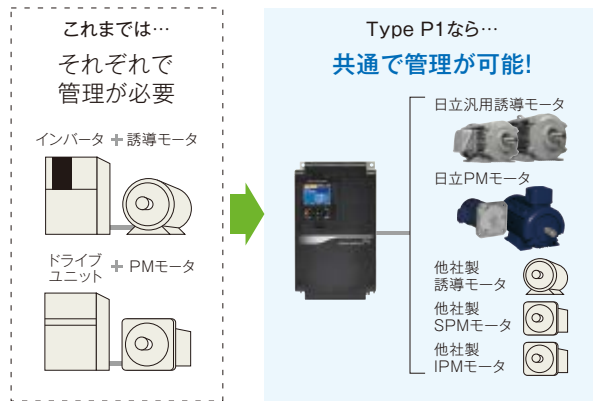 これまでは…
それぞれで
管理が必要
インバータ + 誘導モータ
ドライブ
ユニット + PMモータ
Type P1なら…
共通で管理が可能!
日立汎用誘導モータ
日立PMモータ
他社製
誘導モータ
他社製
SPMモータ
他社製
IPMモータ